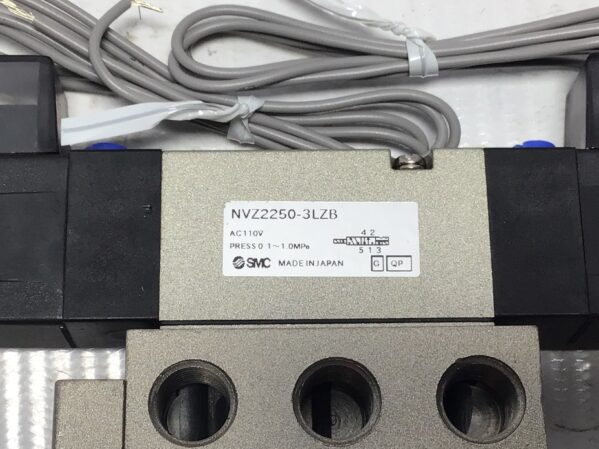 NVZ2250-3LZB
AC110V
4 2
PRESS 0.1~1.0MPa
5 1 3
SMC MADE IN JAPAN
G QP